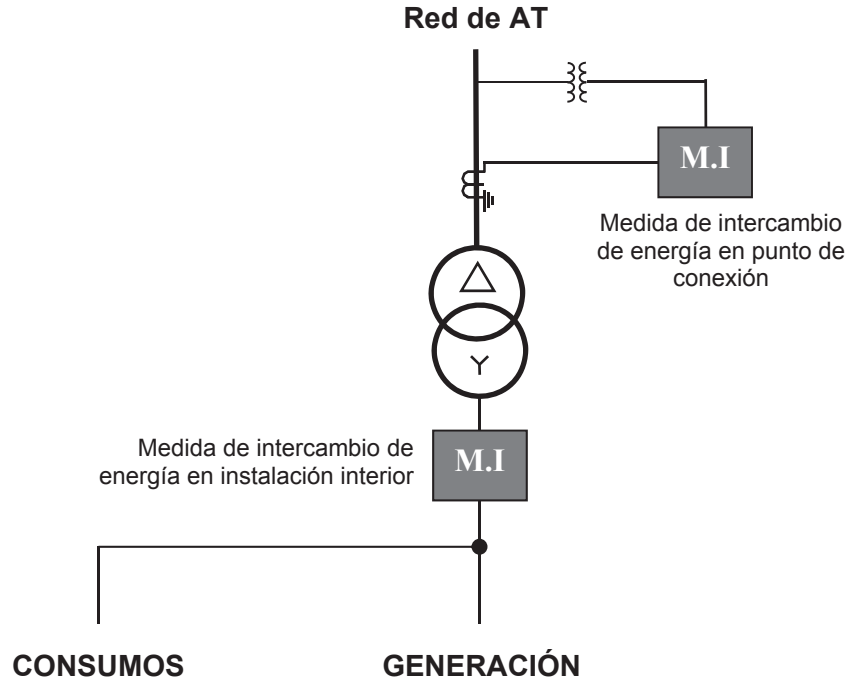 Red de AT
M.I
Medida de intercambio
de energía en punto de
conexión
Medida de intercambio de
energía en instalación interior
M.I
CONSUMOS
GENERACIÓN